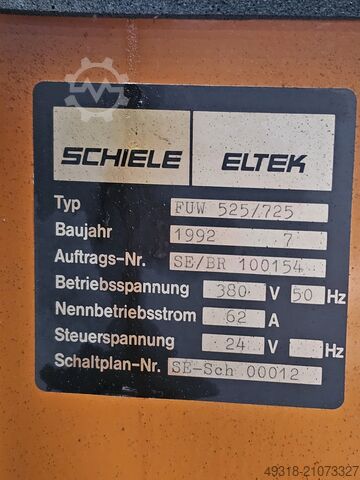 SCHIELE ELTEK
Typ FUW 525/725
Baujahr 1992 7
Auftrags-Nr. SE/BR 100154
Betriebsspannung 380 V 50 Hz
Nennbetriebsstrom 62 A
Steuerspannung 24 V Hz
Schaltplan-Nr. SE-Sch 00012
49318-21073327